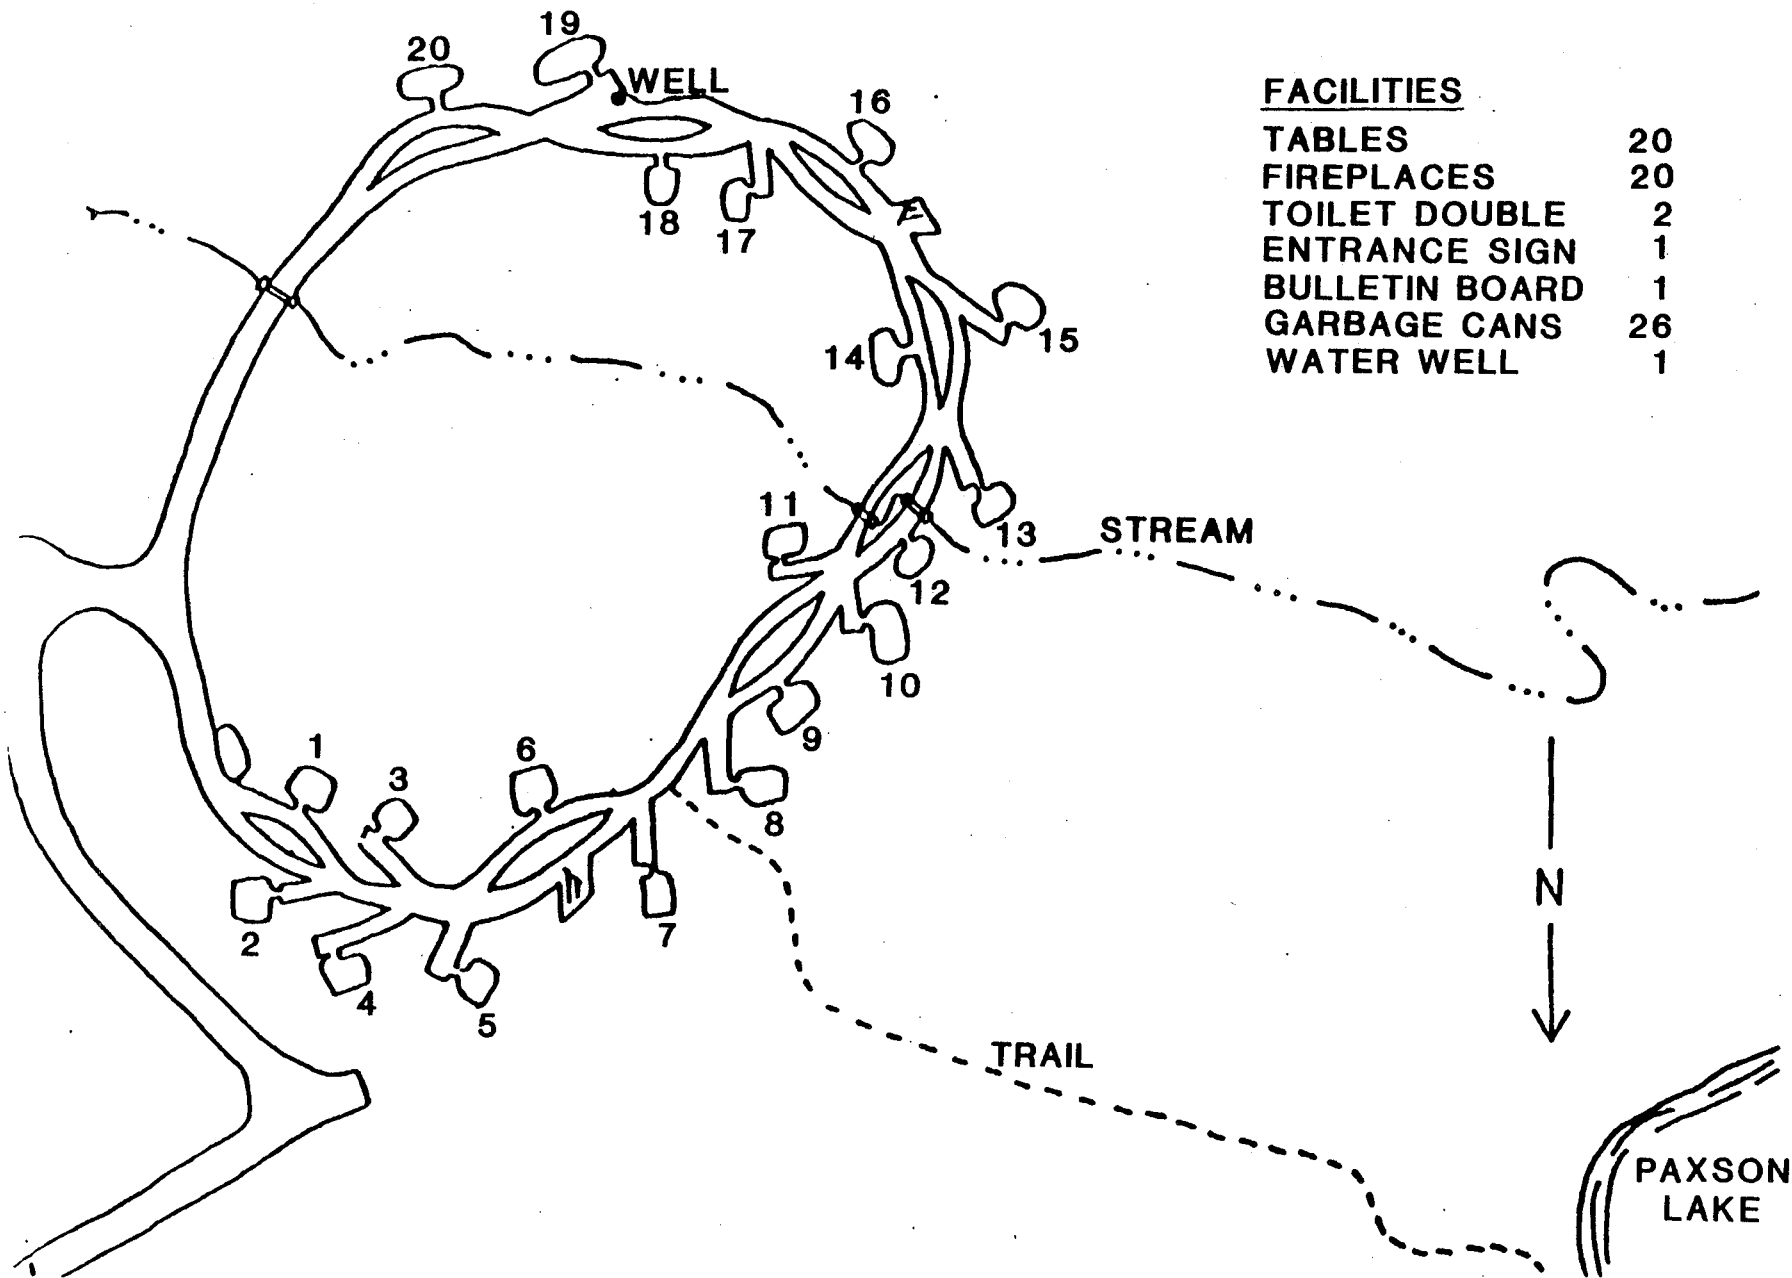 19
20
WELL
16
18
17
15
14
11
13
STREAM
12
10
9
1
6
3
8
2
7
4
5
TRAIL
N
PAXSON
LAKE
FACILITIES
TABLES 20
FIREPLACES 20
TOILET DOUBLE 2
ENTRANCE SIGN 1
BULLETIN BOARD 1
GARBAGE CANS 26
WATER WELL 1